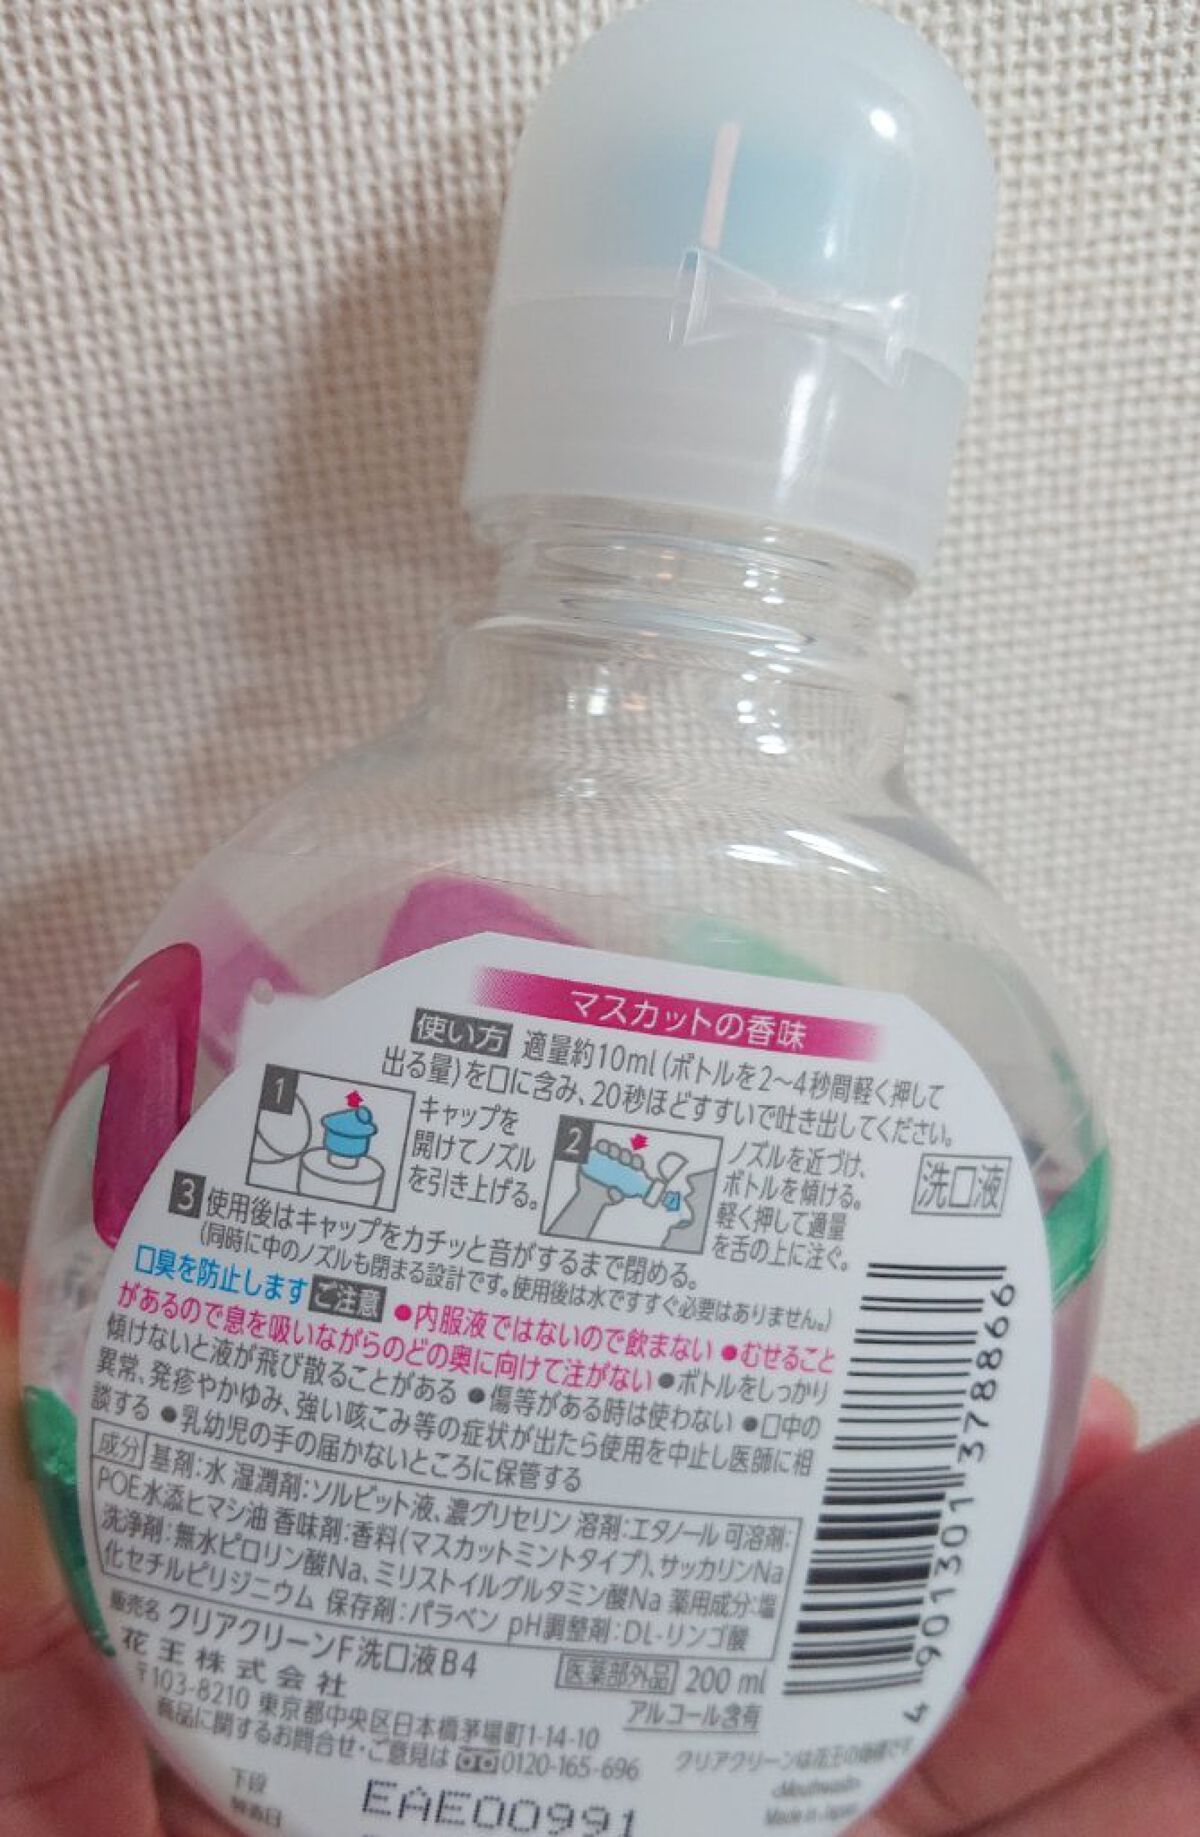 マスカットの香味
使い方 適量約10ml(ボトルを2〜4秒間軽く押して
出る量)を口に含み、20秒ほどすすいで吐き出してください。
1
キャップを
開けてノズル
を引き上げる。
2
ノズルを近づけ、
ボトルを傾ける。
軽く押して適量
を舌の上に注ぐ。
洗口液
3 使用後はキャップをカチッと音がするまで閉める。
(同時に中のノズルも閉まる設計です。使用後は水ですすぐ必要はありません。)
口臭を防止します ご注意 ●内服液ではないので飲まない ●むせること
があるので息を吸いながらのどの奥に向けて注がない ●ボトルをしっかり
傾けないと液が飛び散ることがある ●傷等がある時は使わない ●口中の
異常、発疹やかゆみ、強い咳こみ等の症状が出たら使用を中止し医師に相
談する ●乳幼児の手の届かないところに保管する
成分 基剤:水 湿潤剤:ソルビット液、濃グリセリン 溶剤:エタノール 可溶剤:
POE水添ヒマシ油 香味剤:香料(マスカットミントタイプ)、サッカリンNa
洗浄剤:無水ピロリン酸Na、ミリストイルグルタミン酸Na 薬用成分:塩
化セチルピリジニウム 保存剤:パラベン pH調整剤:DL-リンゴ酸
販売名 クリアクリーンF洗口液B4
医薬部外品 200 ml
花王株式会社
アルコール含有
〒103-8210 東京都中央区日本橋茅場町1-14-10
商品に関するお問合せ・ご意見は 0120-165-696
クリアクリーンは花王の商標です
Mouthwash
Made in Japan
下段
製造日
EAE00991
4 901301 378866